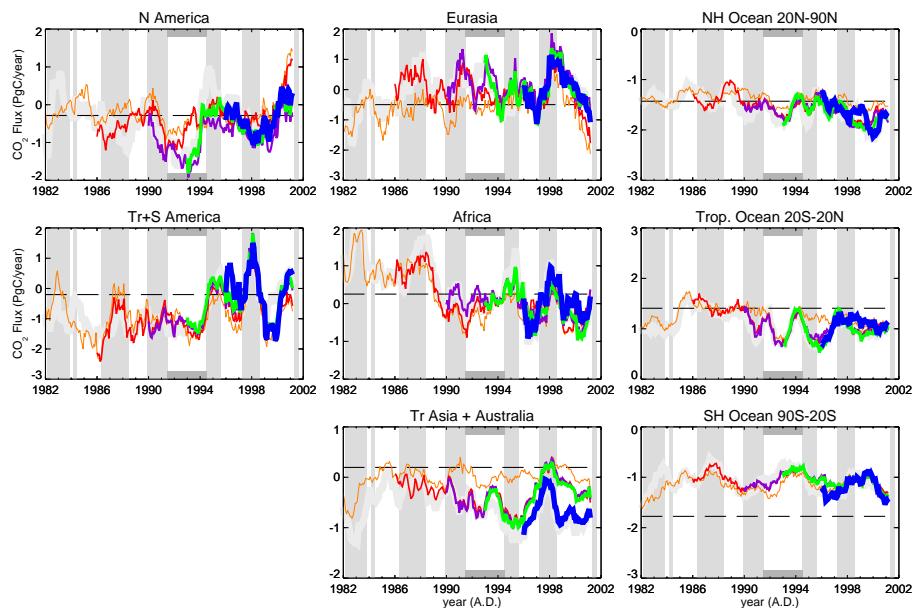 N America
CO2 Flux (PgC/year)
2
1
0
-1
-2
1982 1986 1990 1994 1998 2002
Eurasia
2
1
0
-1
-2
-3
1982 1986 1990 1994 1998 2002
NH Ocean 20N-90N
0
-1
-2
-3
1982 1986 1990 1994 1998 2002
Tr+S America
CO2 Flux (PgC/year)
2
1
0
-1
-2
-3
1982 1986 1990 1994 1998 2002
Africa
2
1
0
-1
-2
1982 1986 1990 1994 1998 2002
Trop. Ocean 20S-20N
3
2
1
0
1982 1986 1990 1994 1998 2002
Tr Asia + Australia
1
0
-1
-2
1982 1986 1990 1994 1998 2002
year (A.D.)
SH Ocean 90S-20S
0
-1
-2
-3
1982 1986 1990 1994 1998 2002
year (A.D.)